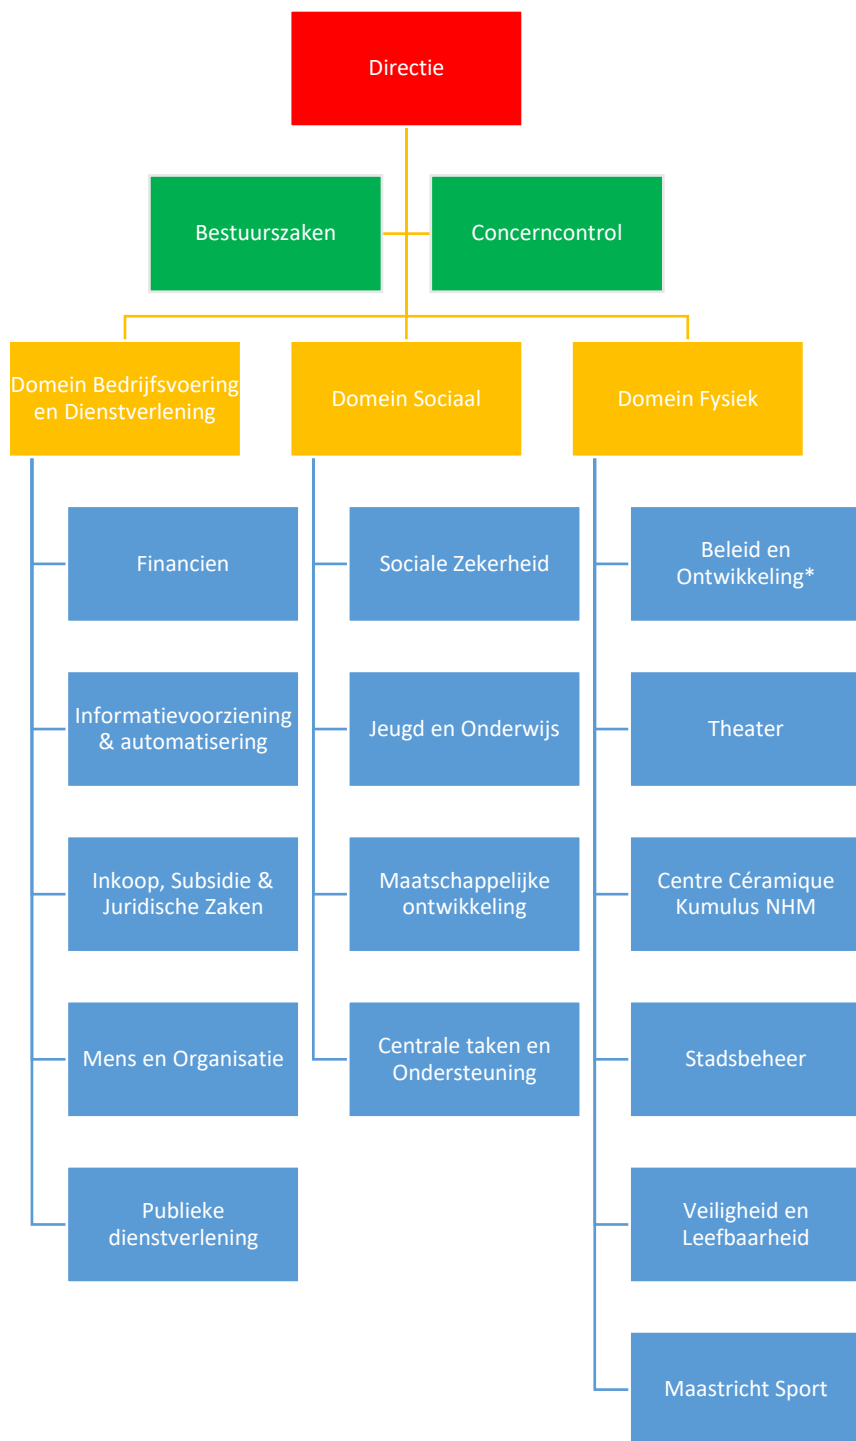 Directie
Bestuurszaken
Concerncontrol
Domein Bedrijfsvoering
en Dienstverlening
Domein Sociaal
Domein Fysiek
Financien
Informatievoorziening
& automatisering
Inkoop, Subsidie &
Juridische Zaken
Mens en Organisatie
Publieke
dienstverlening
Sociale Zekerheid
Jeugd en Onderwijs
Maatschappelijke
ontwikkeling
Centrale taken en
Ondersteuning
Beleid en
Ontwikkeling*
Theater
Centre Céramique
Kumulus NHM
Stadsbeheer
Veiligheid en
Leefbaarheid
Maastricht Sport